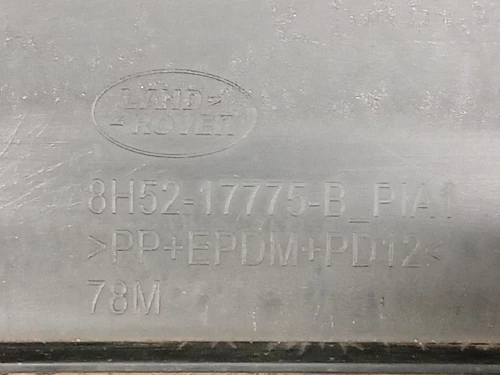 LAND
ROVER
8H52-17775-B_PIA1
>PP+EPDM+PD12<
78M